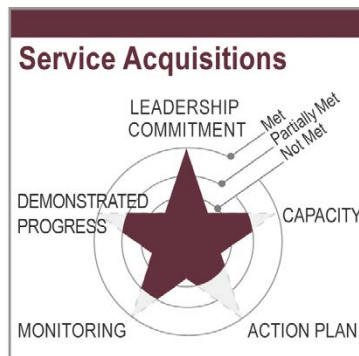 Service Acquisitions
LEADERSHIP
COMMITMENT
Met
Partially Met
Not Met
DEMONSTRATED
PROGRESS
CAPACITY
MONITORING
ACTION PLAN